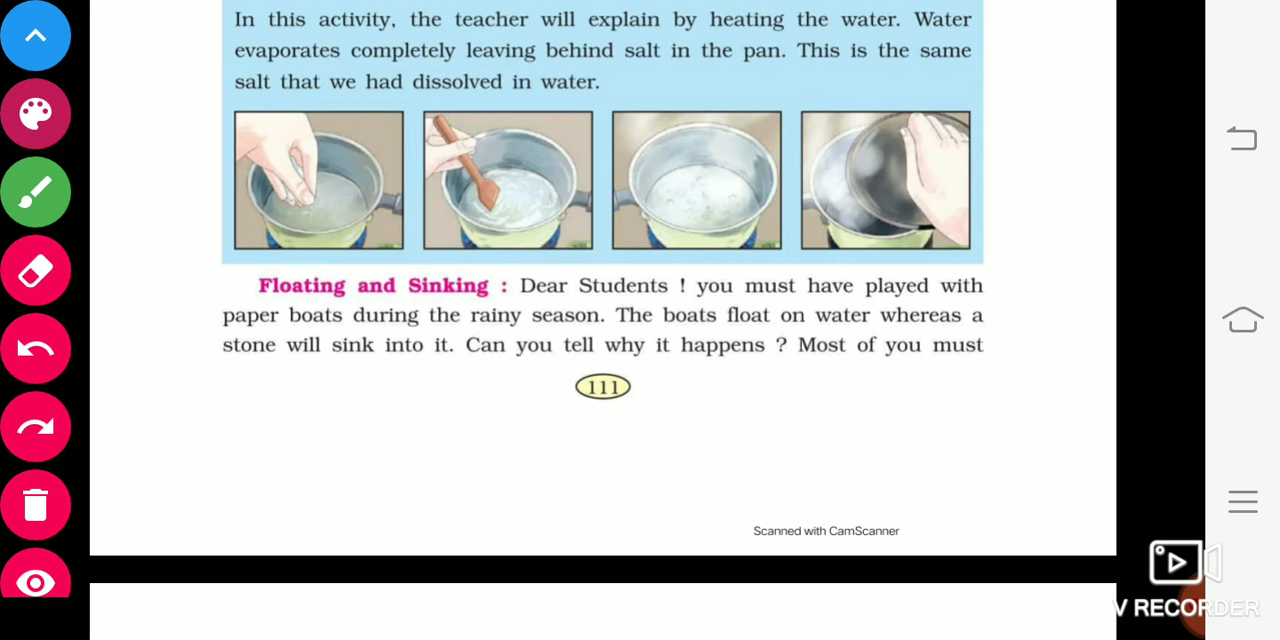 In this activity, the teacher will explain by heating the water. Water
evaporates completely leaving behind salt in the pan. This is the same
salt that we had dissolved in water.
Floating and Sinking : Dear Students ! you must have played with
paper boats during the rainy season. The boats float on water whereas a
stone will sink into it. Can you tell why it happens ? Most of you must
111
Scanned with CamScanner
V RECORDER